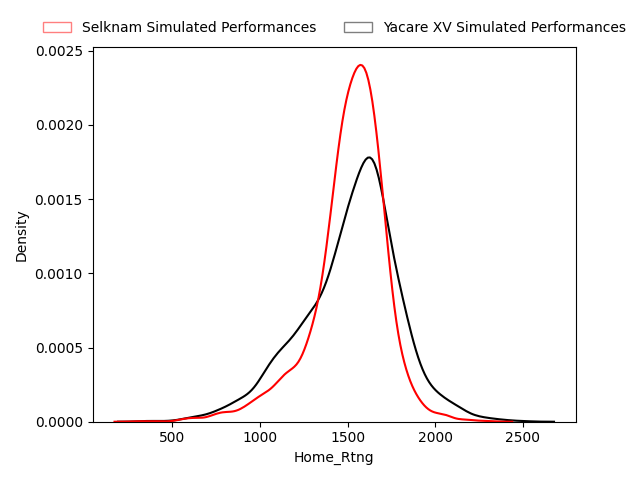 Selknam Simulated Performances Yacare XV Simulated Performances
0.0025
0.0020
0.0015
0.0010
0.0005
0.0000
Density
500 1000 1500 2000 2500
Home_Rtng